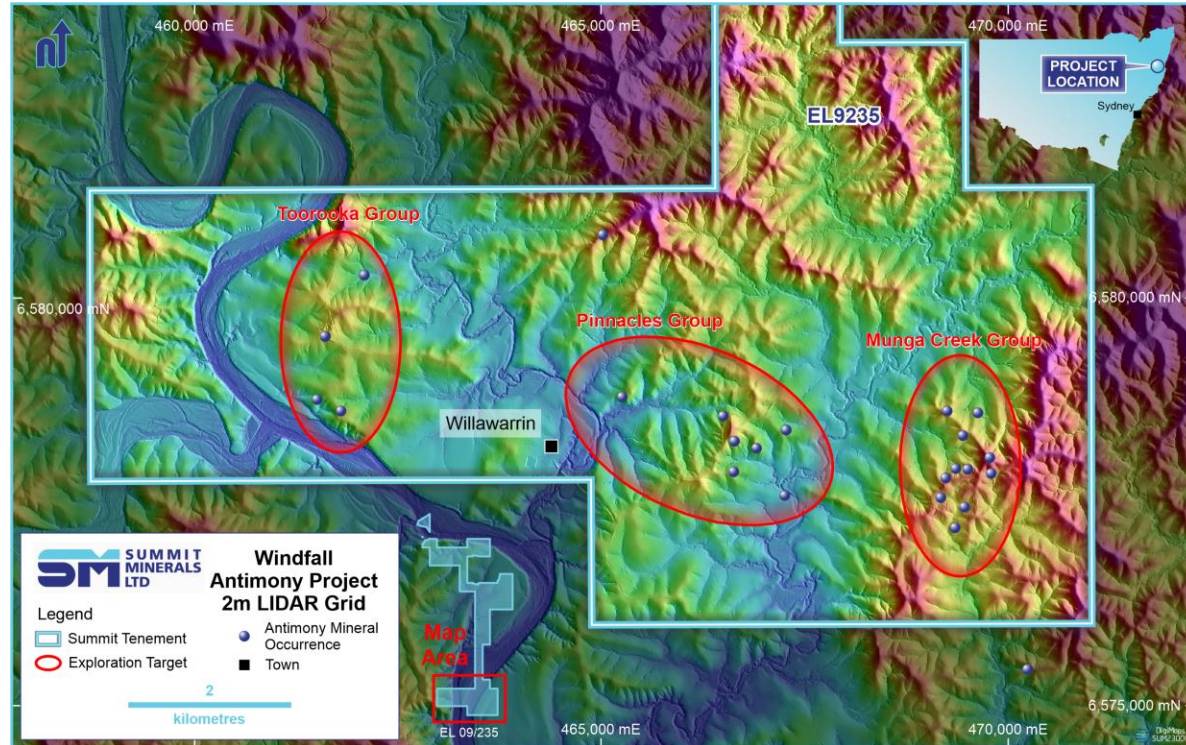 460,000 mE
465,000 mE
470,000 mE
n
PROJECT
LOCATION
Sydney
EL9235
Toorooka Group
6,580,000 mN
6,580,000 mN
Pinnacles Group
Munga Creek Group
Willawarrin
SM SUMMIT
MINERALS
LTD
Windfall
Antimony Project
2m LIDAR Grid
Legend
Summit Tenement
Exploration Target
Antimony Mineral
Occurrence
Town
2
kilometres
Map
Area
EL 09/235
465,000 mE
470,000 mE
6,575,000 mN
DigiMaps